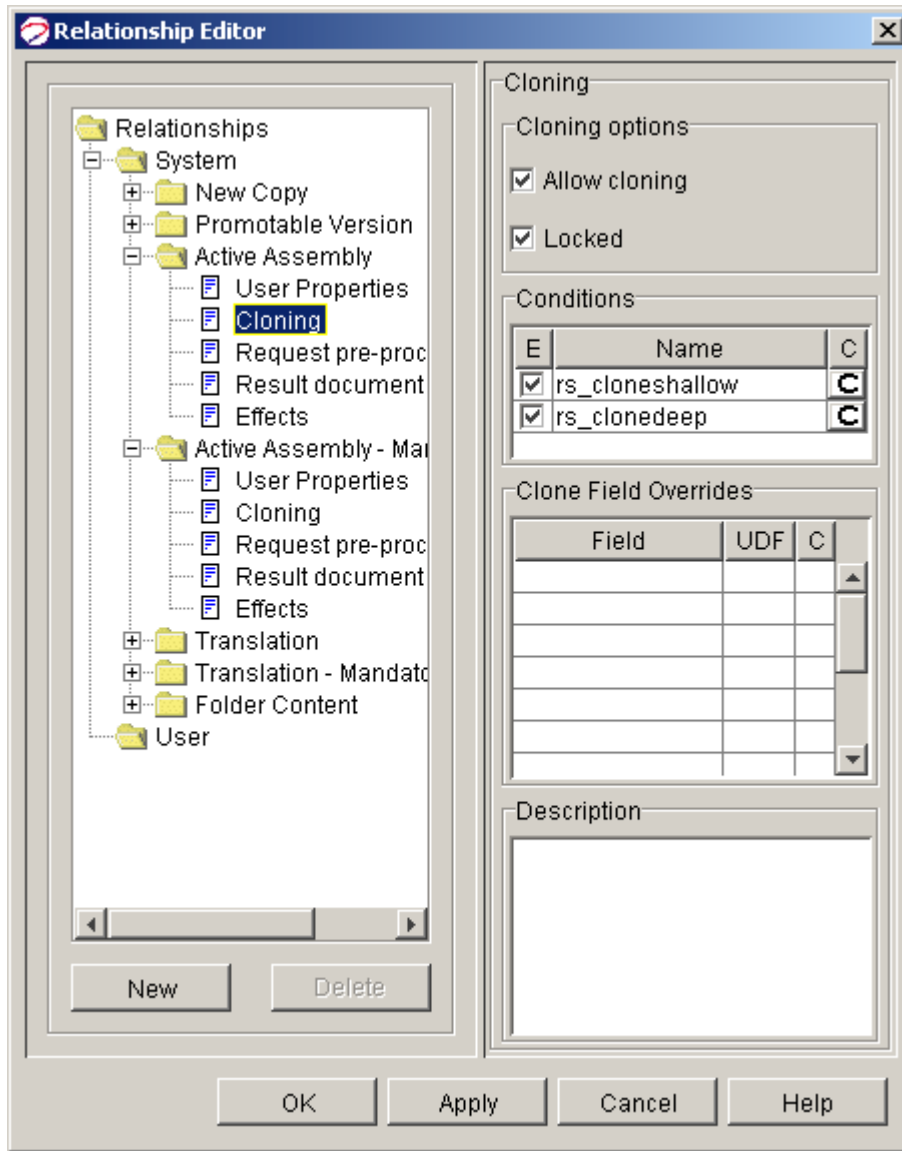 Relationship Editor
Relationships
System
New Copy
Promotable Version
Active Assembly
User Properties
Cloning
Request pre-proc
Result document
Effects
Active Assembly - Mai
User Properties
Cloning
Request pre-proc
Result document
Effects
Translation
Translation - Mandato
Folder Content
User
New
Delete
Cloning
Cloning options
Allow cloning
Locked
Conditions
E Name C
rs_cloneshallow C
rs_clonedeep C
Clone Field Overrides
Field UDF C
Description
OK Apply Cancel Help